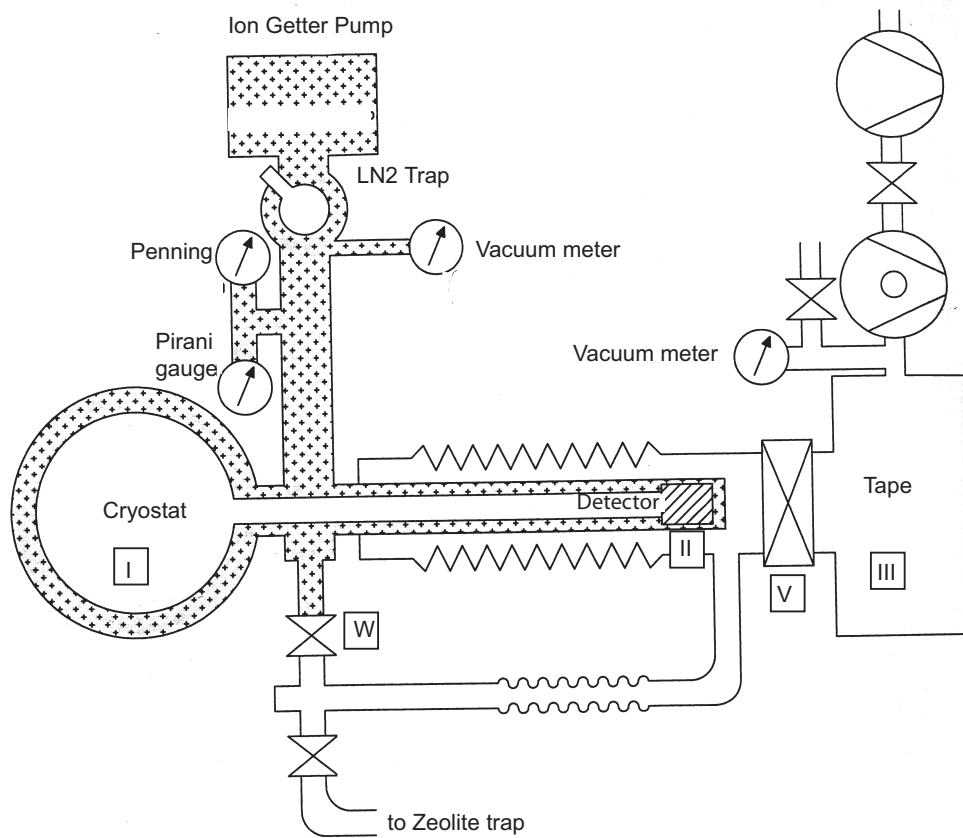 Ion Getter Pump
LN2 Trap
Penning
Vacuum meter
Pirani
gauge
Vacuum meter
Cryostat
Detector
Tape
I
II
III
V
W
to Zeolite trap